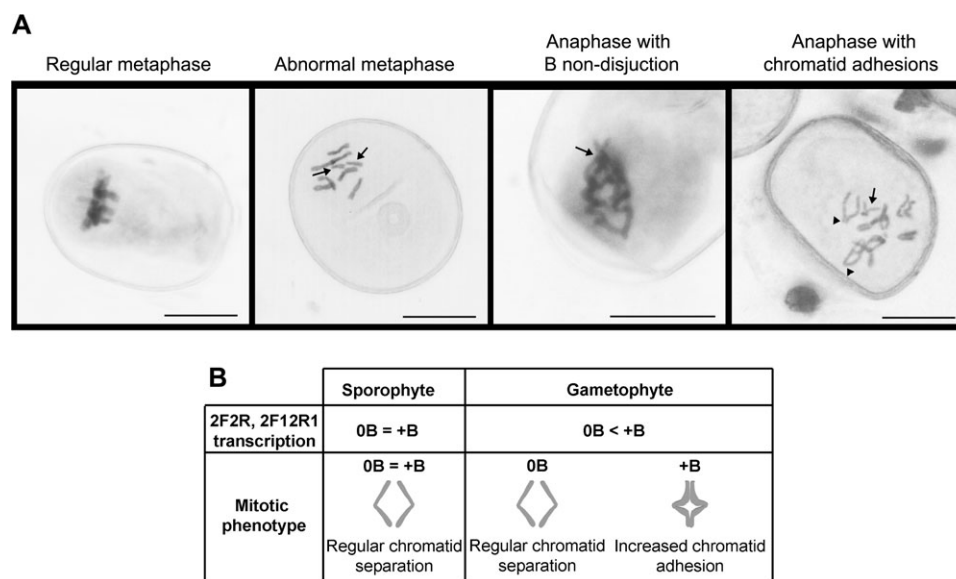 A
Regular metaphase
Abnormal metaphase
Anaphase with
B non-disjuction
Anaphase with
chromatid adhesions
B
Sporophyte
Gametophyte
2F2R, 2F12R1
transcription
0B = +B
0B < +B
Mitotic
phenotype
0B = +B
Regular chromatid
separation
0B
Regular chromatid
separation
+B
Increased chromatid
adhesion